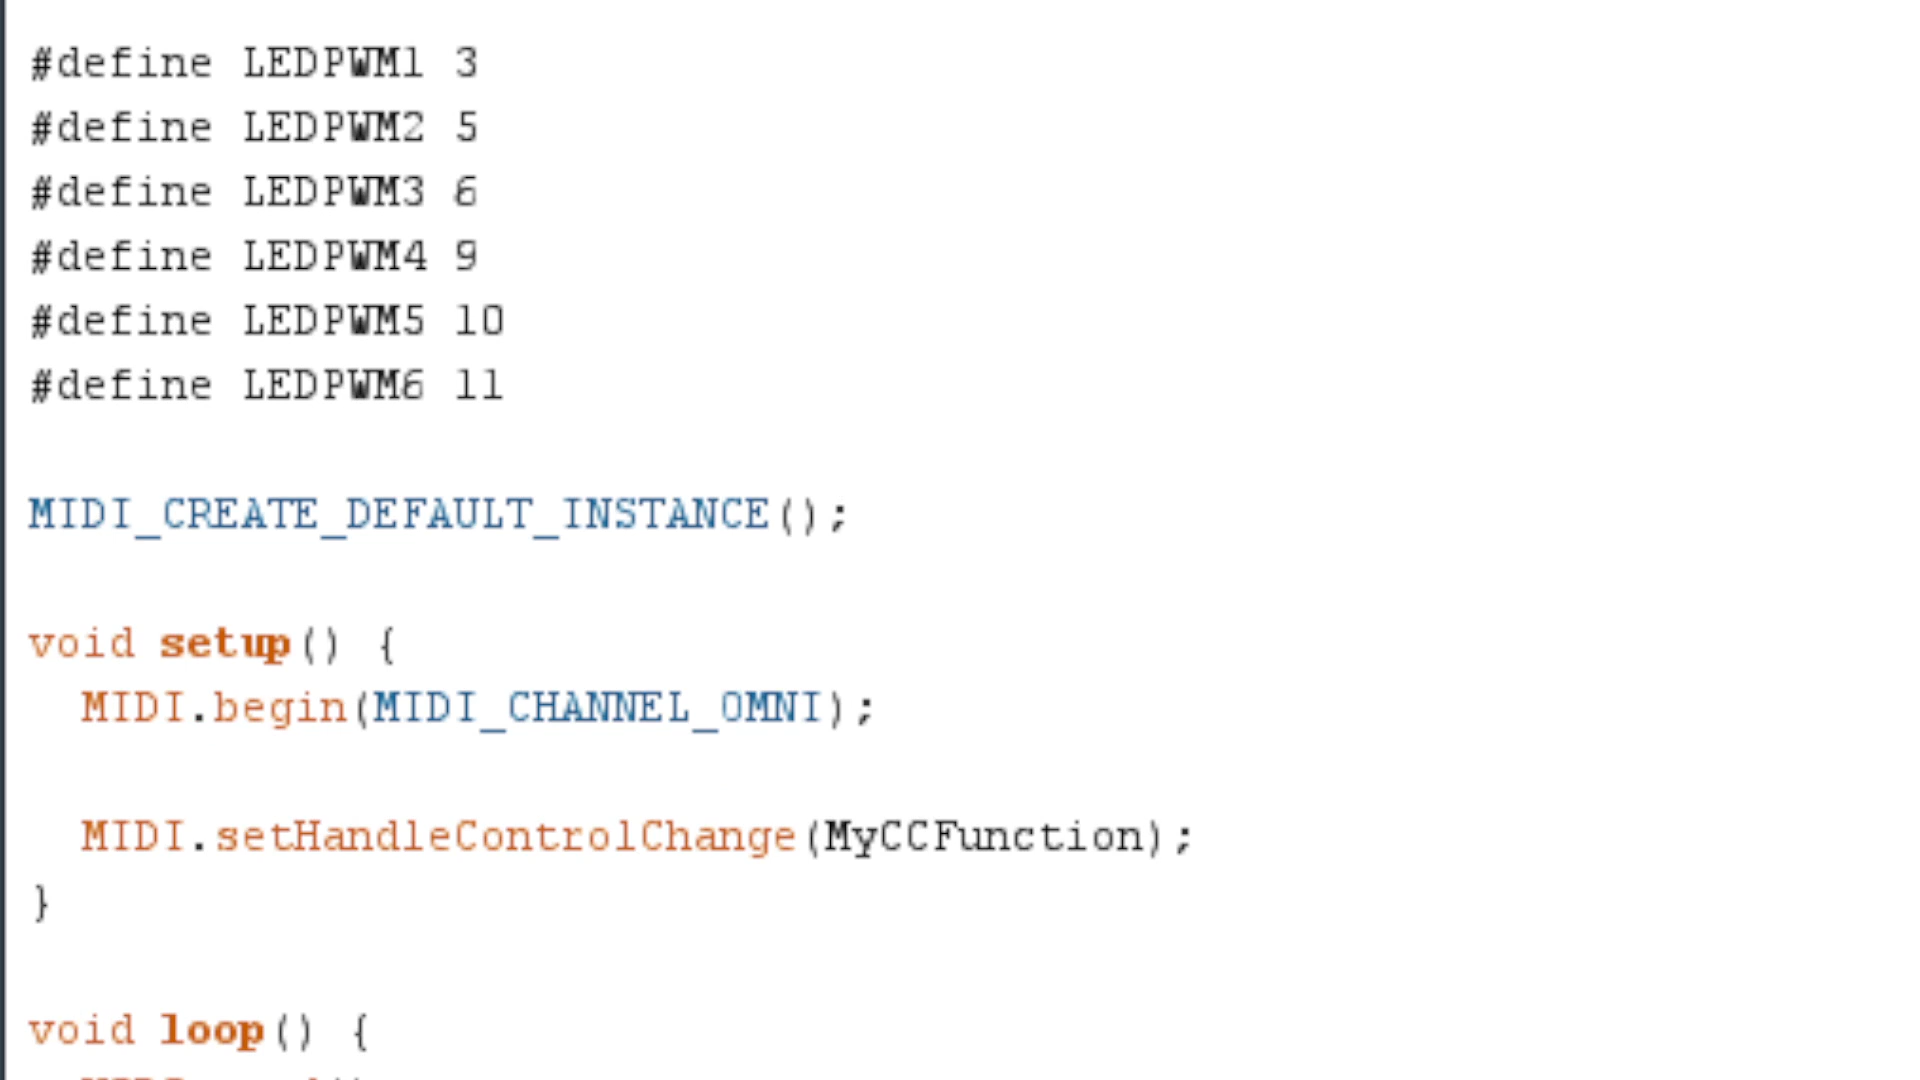 #define LEDPWM1 3
#define LEDPWM2 5
#define LEDPWM3 6
#define LEDPWM4 9
#define LEDPWM5 10
#define LEDPWM6 11
MIDI_CREATE_DEFAULT_INSTANCE();
void setup() {
MIDI.begin(MIDI_CHANNEL_OMNI);
MIDI.setHandleControlChange(MyCCFunction);
}
void loop() {